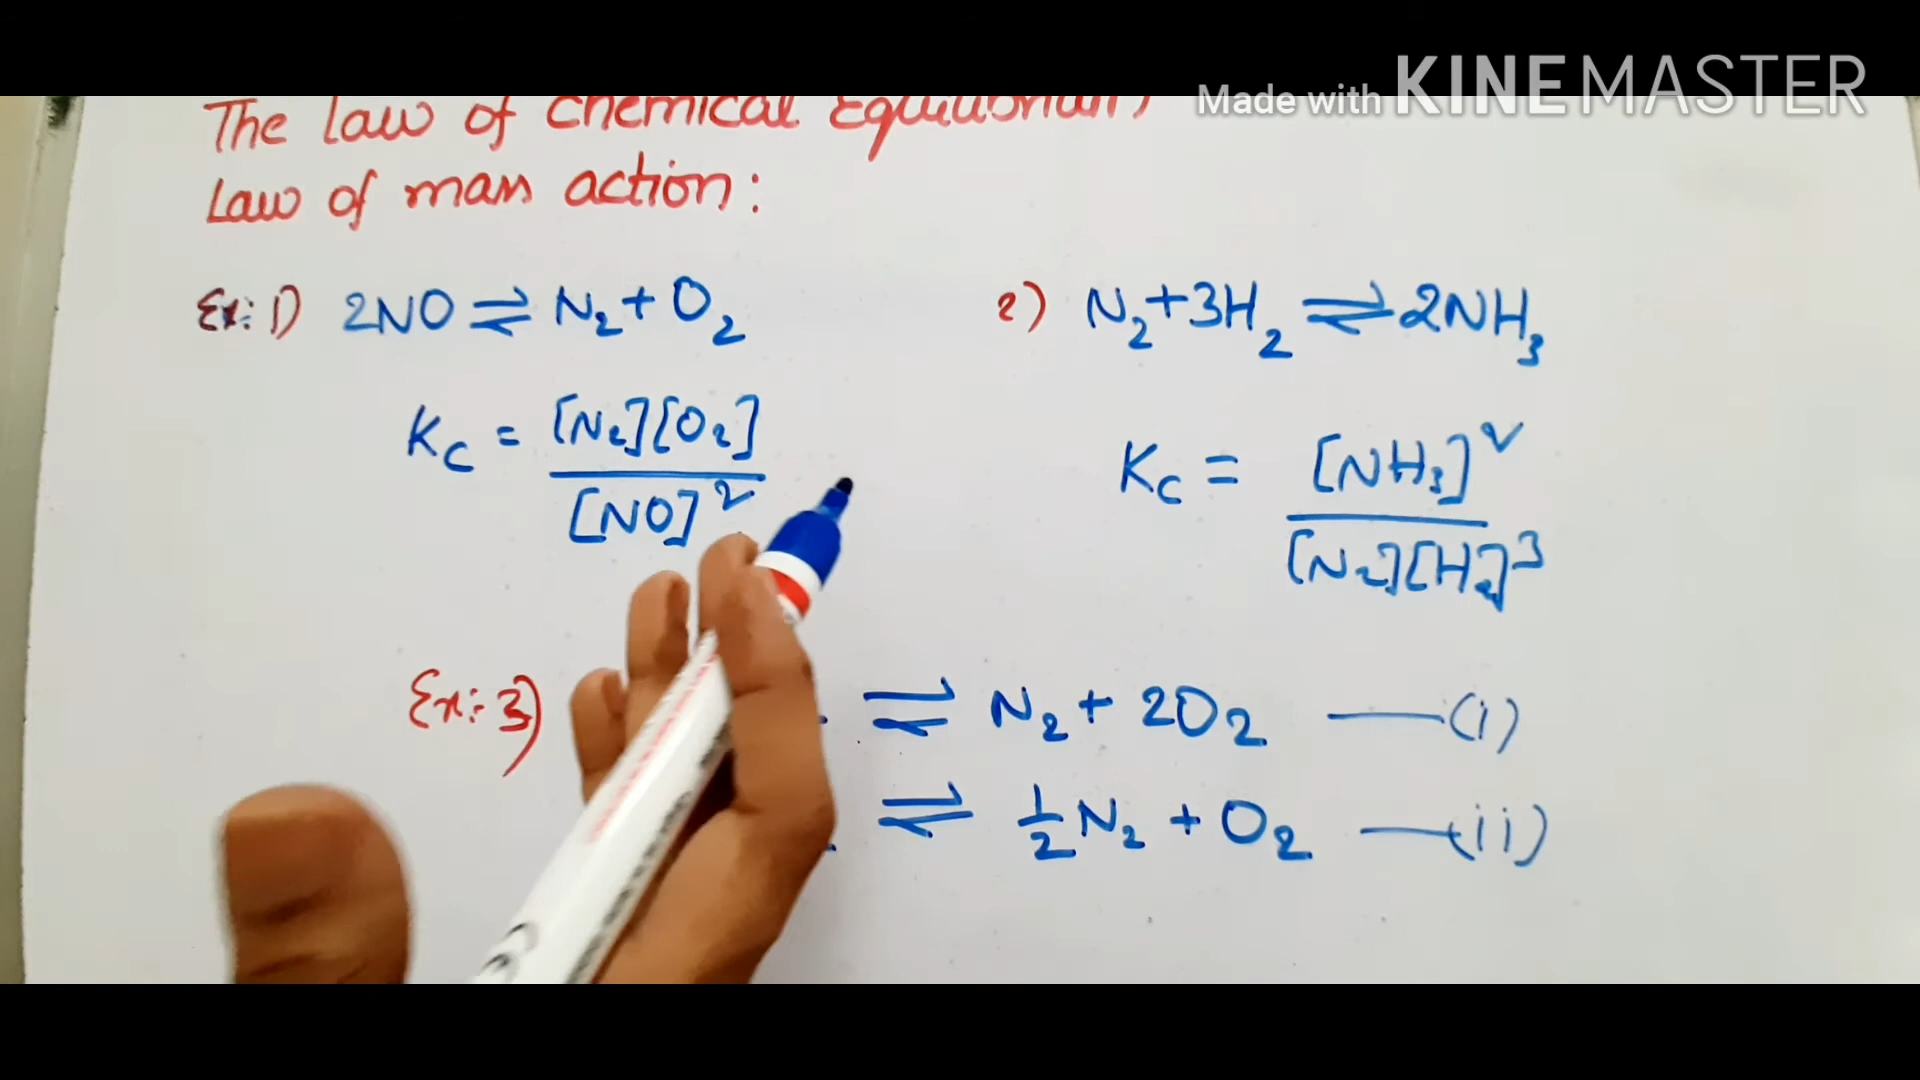 Made with KINEMASTER
The law of chemical Equilibrium)
Law of mass action:
Ex:1) 2NO ⇌ N₂+O₂
Kc = [N₂][O₂]
[NO]²
2) N₂+3H₂ ⇌ 2NH₃
Kc = [NH₃]²
[N₂][H₂]³
Ex:3) ⇌ N₂+ 2O₂ —(i)
⇌ ½N₂ + O₂ —(ii)